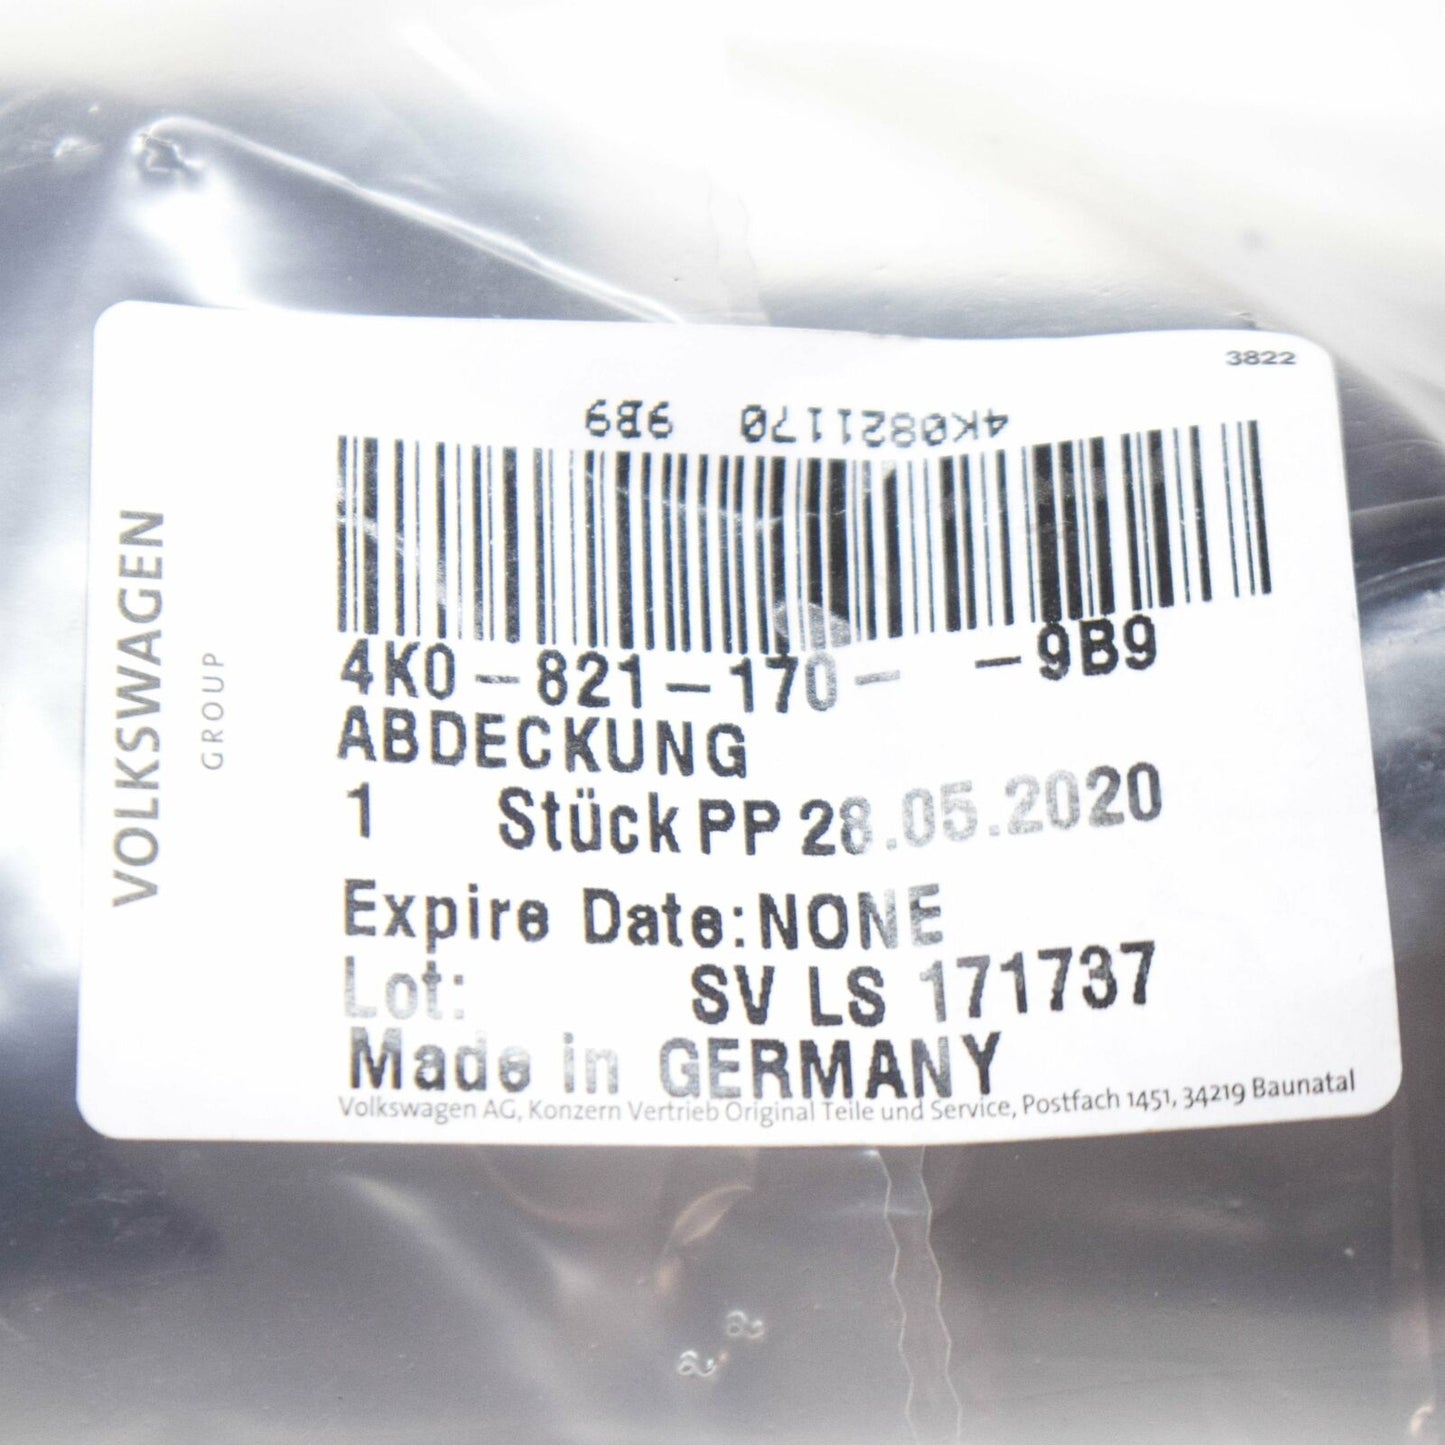 3822
4K0821170 9B9
4K0-821-170- -9B9
ABDECKUNG
1 Stück PP 28.05.2020
Expire Date:NONE
Lot: SV LS 171737
Made in GERMANY
Volkswagen AG, Konzern Vertrieb Original Teile und Service, Postfach 1451, 34219 Baunatal
VOLKSWAGEN
GROUP